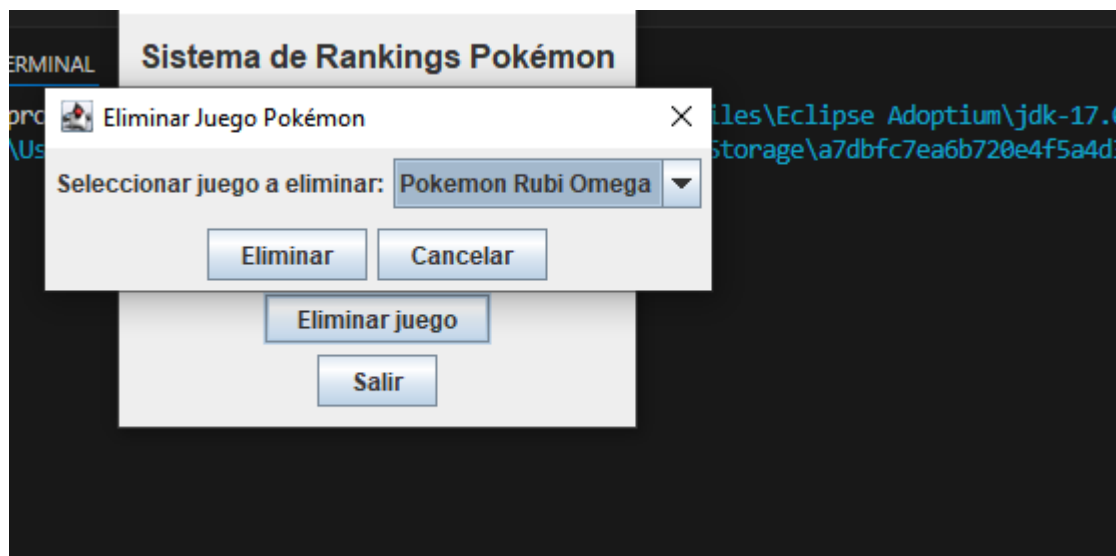 Sistema de Rankings Pokémon
ERMINAL
Eliminar Juego Pokémon
iles\Eclipse Adoptium\jdk-17.
\Us
Storage\a7dbfc7ea6b720e4f5a4d
Seleccionar juego a eliminar: Pokemon Rubi Omega
Eliminar Cancelar
Eliminar juego
Salir